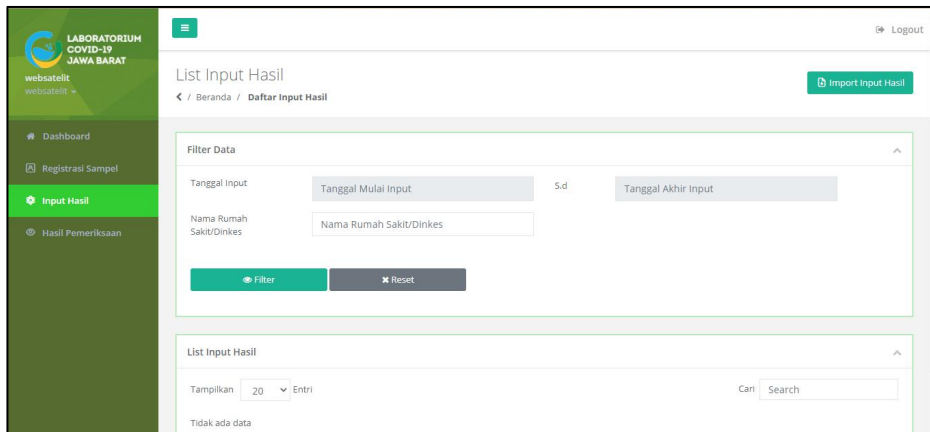 LABORATORIUM
COVID-19
JAWA BARAT
websatelit
websatelit
Dashboard
Registrasi Sampel
Input Hasil
Hasil Pemeriksaan
Logout
List Input Hasil
/ Beranda / Daftar Input Hasil
Import Input Hasil
Filter Data
Tanggal Input Tanggal Mulai Input S.d Tanggal Akhir Input
Nama Rumah
Sakit/Dinkes Nama Rumah Sakit/Dinkes
Filter Reset
List Input Hasil
Tampilkan 20 Entri Cari Search
Tidak ada data